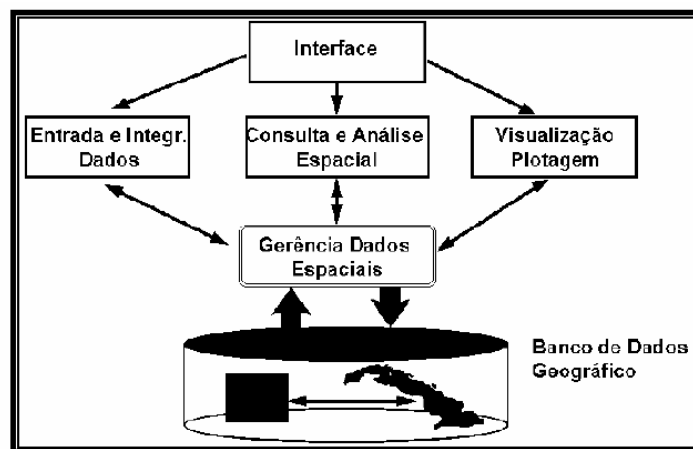 Interface
Entrada e Integr.
Dados
Consulta e Análise
Espacial
Visualização
Plotagem
Gerência Dados
Espaciais
Banco de Dados
Geográfico